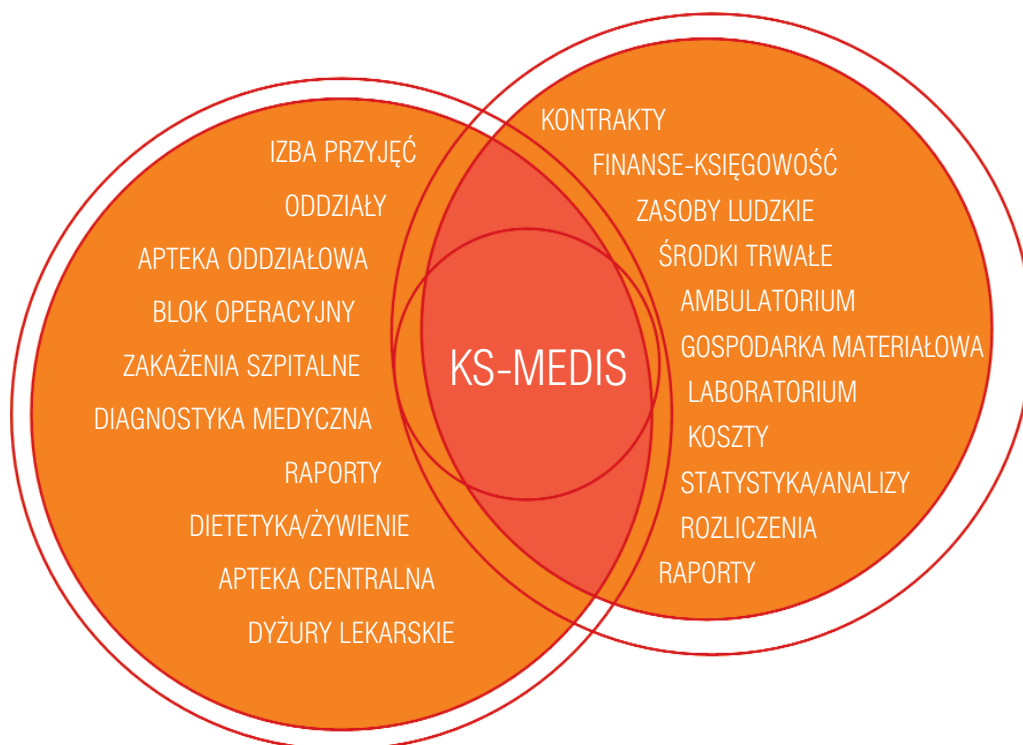 IZBA PRZYJĘĆ
ODDZIAŁY
APTEKA ODDZIAŁOWA
BLOK OPERACYJNY
ZAKAŻENIA SZPITALNE
DIAGNOSTYKA MEDYCZNA
RAPORTY
DIETETYKA/ŻYWIENIE
APTEKA CENTRALNA
DYŻURY LEKARSKIE
KS-MEDIS
KONTRAKTY
FINANSE-KSIĘGOWOŚĆ
ZASOBY LUDZKIE
ŚRODKI TRWAŁE
AMBULATORIUM
GOSPODARKA MATERIAŁOWA
LABORATORIUM
KOSZTY
STATYSTYKA/ANALIZY
ROZLICZENIA
RAPORTY